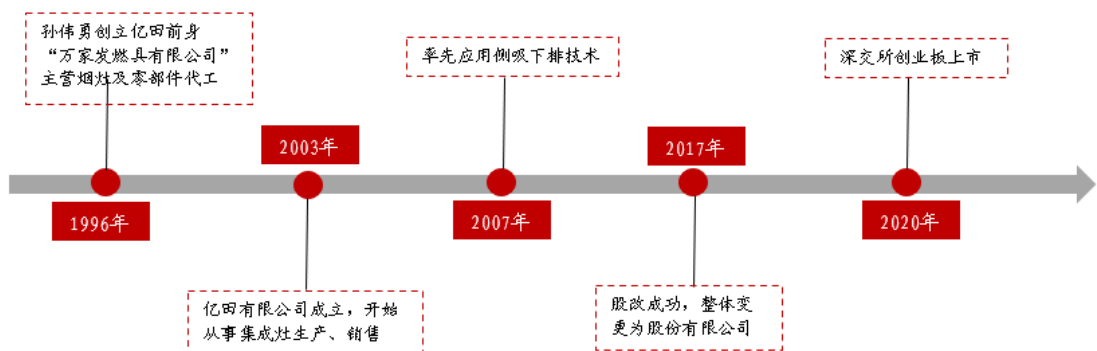 孙伟勇创立亿田前身
“万家发燃具有限公司”
主营烟灶及零部件代工
1996年
2003年
亿田有限公司成立，开始
从事集成灶生产、销售
率先应用侧吸下排技术
2007年
2017年
股改成功，整体变
更为股份有限公司
深交所创业板上市
2020年